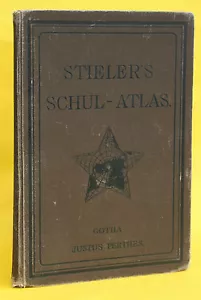 STIELER'S
SCHUL-ATLAS.
GOTHA
JUSTUS PERTHES.